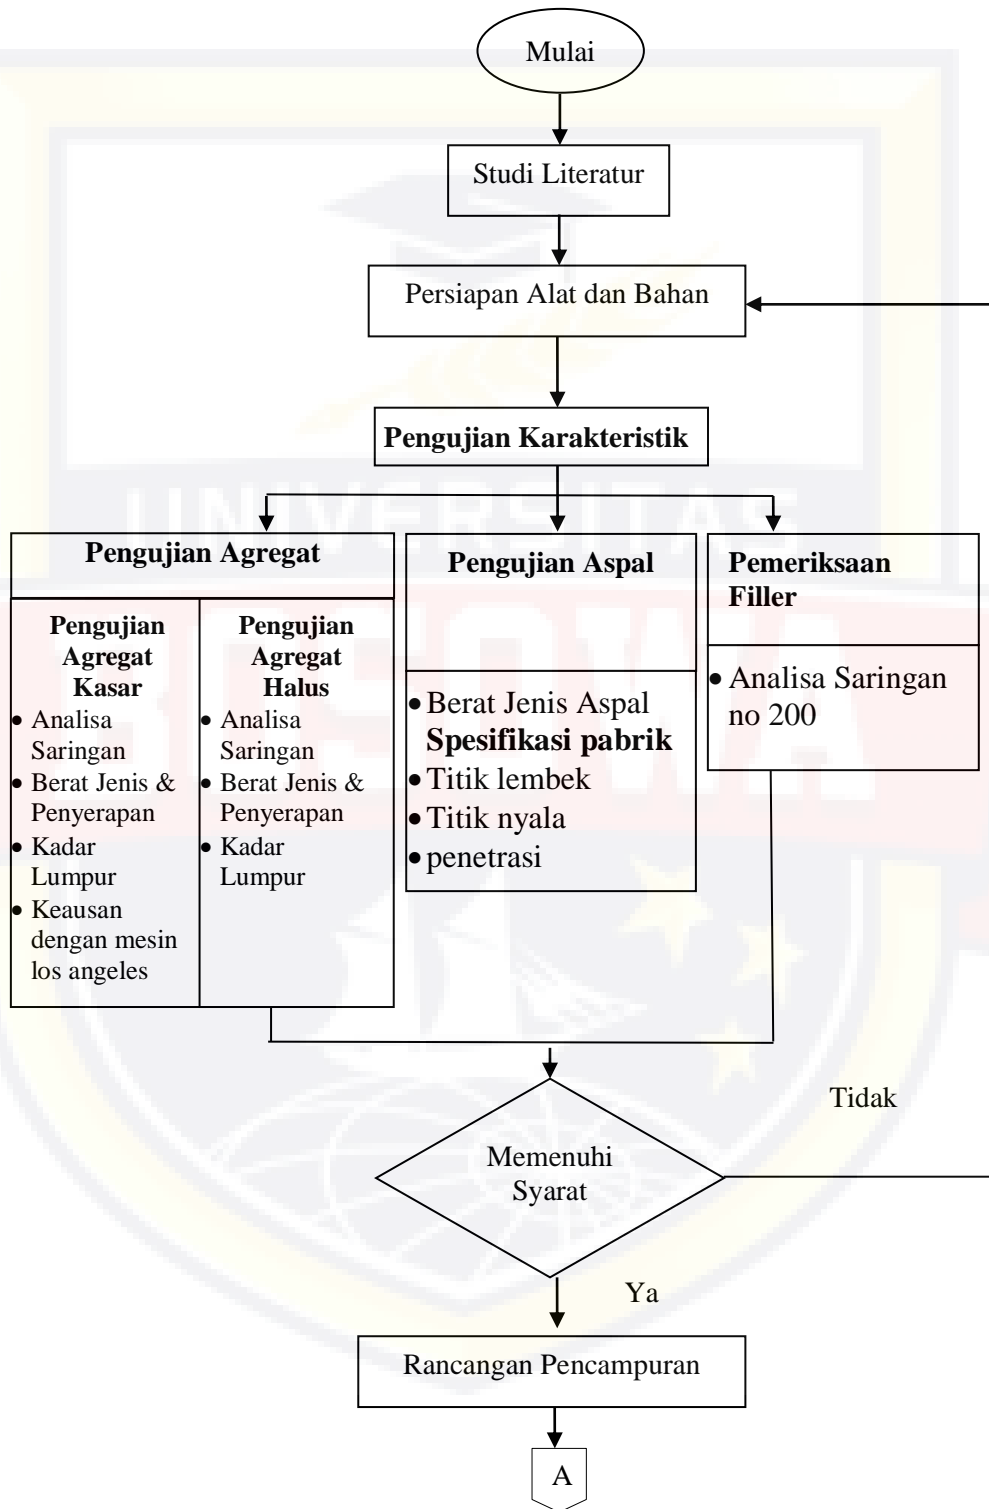 Mulai
Studi Literatur
Persiapan Alat dan Bahan
Pengujian Karakteristik
Pengujian Agregat
Pengujian
Agregat
Kasar
• Analisa
Saringan
• Berat Jenis &
Penyerapan
• Kadar
Lumpur
• Keausan
dengan mesin
los angeles
Pengujian
Agregat
Halus
• Analisa
Saringan
• Berat Jenis &
Penyerapan
• Kadar
Lumpur
Pengujian Aspal
• Berat Jenis Aspal
Spesifikasi pabrik
• Titik lembek
• Titik nyala
• penetrasi
Pemeriksaan
Filler
• Analisa Saringan
no 200
Memenuhi
Syarat
Tidak
Ya
Rancangan Pencampuran
A
UNIVERSITAS
BOSOWA